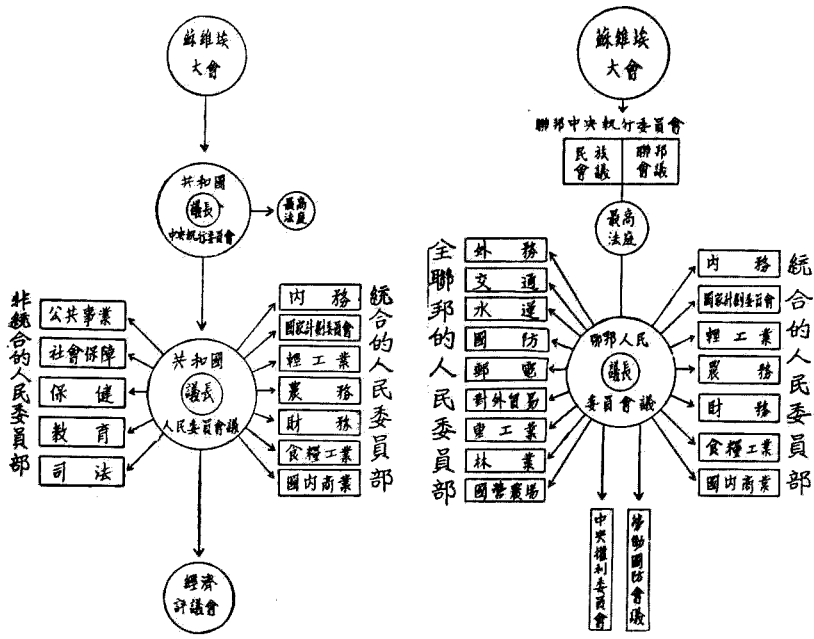 蘇維埃
大會
共和國
議長
中央執行委員會
最高
法庭
非統合的人民委員部
公共事業
社會保障
保健
教育
司法
共和國
議長
人民委員會議
內務
國家計劃委員會
輕工業
農務
財務
食糧工業
國內商業
統合的人民委員部
經濟
評議會
蘇維埃
大會
聯邦中央執行委員會
民族
會議
聯邦
會議
最高
法庭
全聯邦的人民委員部
外務
交通
水運
國防
郵電
對外貿易
重工業
林業
國營農場
聯邦人民
議長
委員會議
內務
國家計劃委員會
輕工業
農務
財務
食糧工業
國內商業
統合的人民委員部
中央權利委員會
勞動國防會議